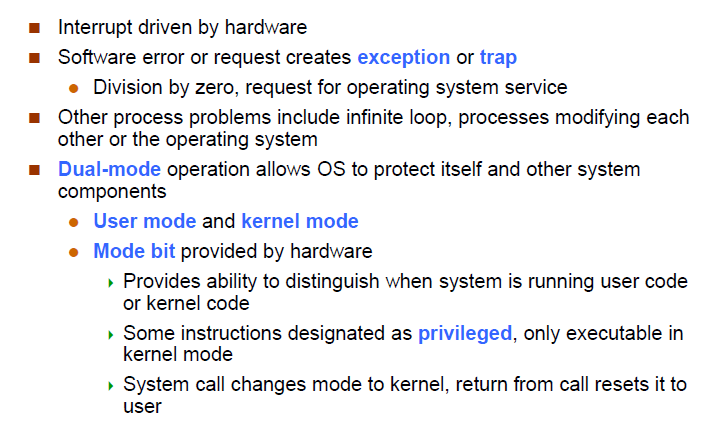 Interrupt driven by hardware
Software error or request creates exception or trap
Division by zero, request for operating system service
Other process problems include infinite loop, processes modifying each
other or the operating system
Dual-mode operation allows OS to protect itself and other system
components
User mode and kernel mode
Mode bit provided by hardware
Provides ability to distinguish when system is running user code
or kernel code
Some instructions designated as privileged, only executable in
kernel mode
System call changes mode to kernel, return from call resets it to
user